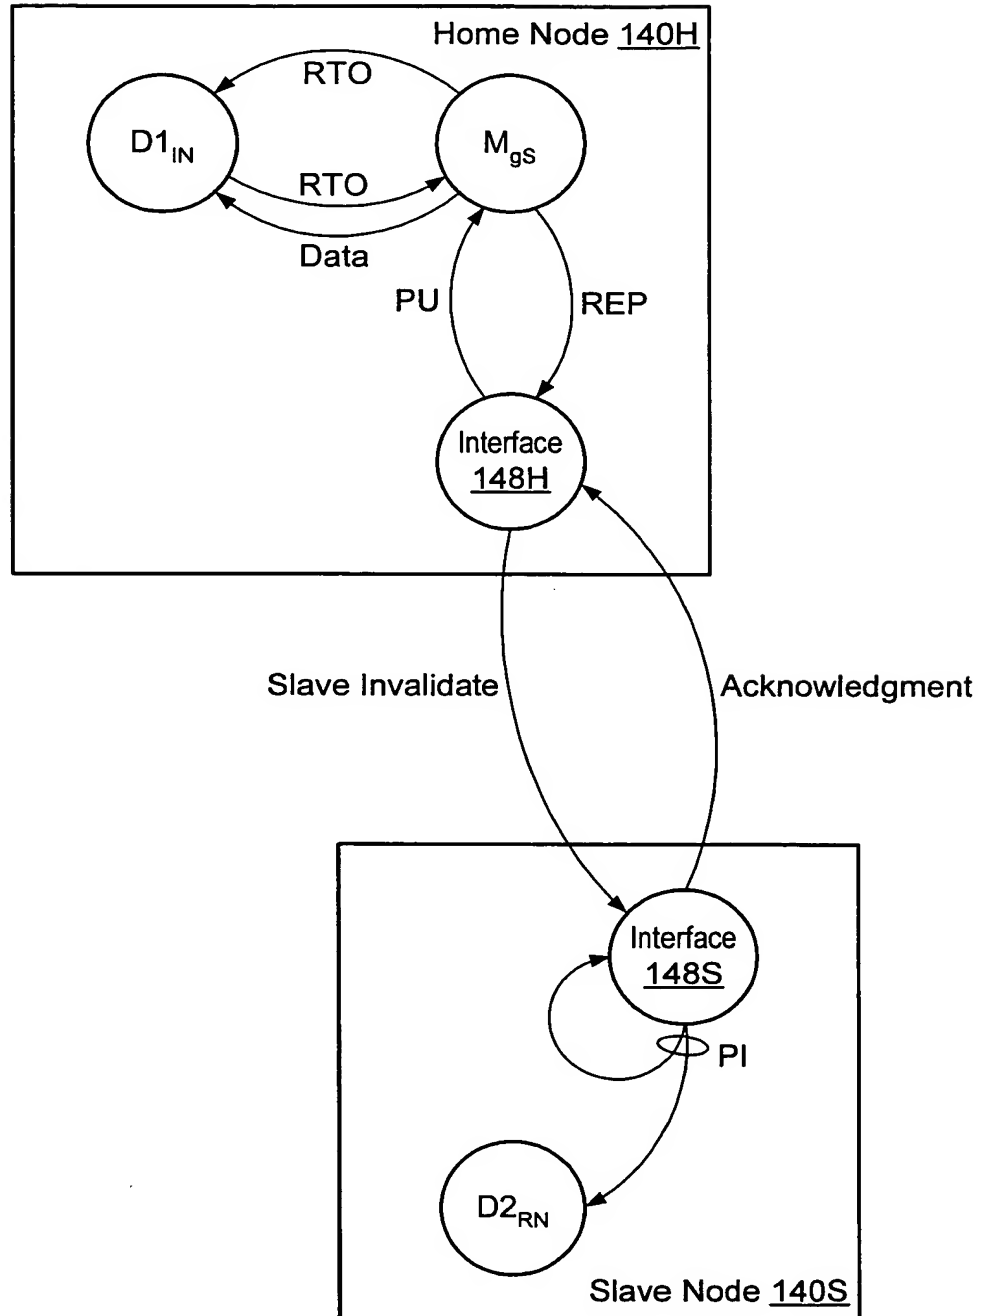 Home Node 140H
RTO
D1IN
MgS
RTO
Data
PU
REP
Interface
148H
Slave Invalidate
Acknowledgment
Interface
148S
PI
D2RN
Slave Node 140S